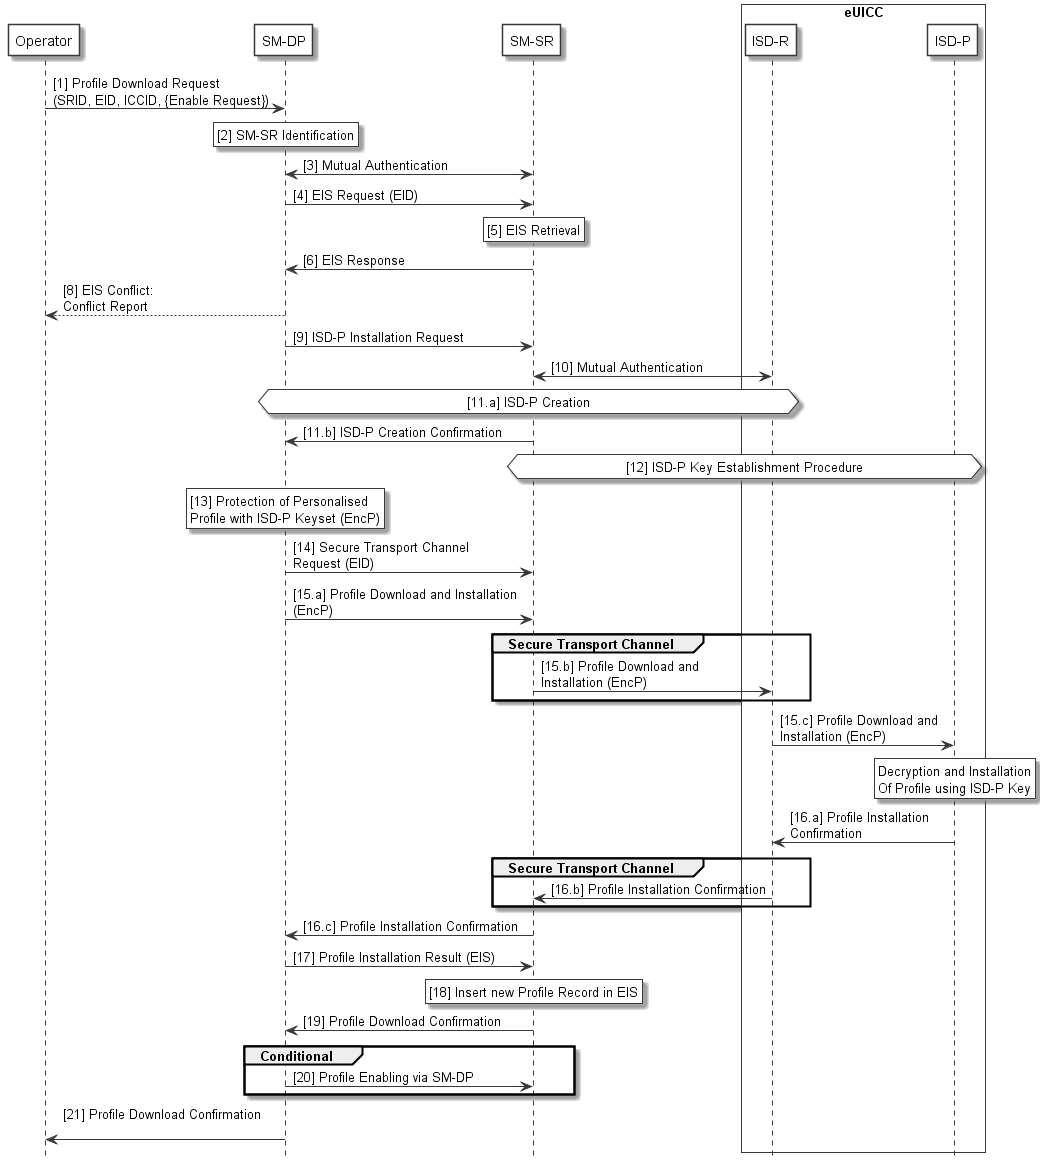 eUICC
Operator
SM-DP
SM-SR
ISD-R
ISD-P
[1] Profile Download Request
(SRID, EID, ICCID, {Enable Request})
[2] SM-SR Identification
[3] Mutual Authentication
[4] EIS Request (EID)
[5] EIS Retrieval
[6] EIS Response
[8] EIS Conflict:
Conflict Report
[9] ISD-P Installation Request
[10] Mutual Authentication
[11.a] ISD-P Creation
[11.b] ISD-P Creation Confirmation
[12] ISD-P Key Establishment Procedure
[13] Protection of Personalised
Profile with ISD-P Keyset (EncP)
[14] Secure Transport Channel
Request (EID)
[15.a] Profile Download and Installation
(EncP)
Secure Transport Channel
[15.b] Profile Download and
Installation (EncP)
[15.c] Profile Download and
Installation (EncP)
Decryption and Installation
Of Profile using ISD-P Key
[16.a] Profile Installation
Confirmation
Secure Transport Channel
[16.b] Profile Installation Confirmation
[16.c] Profile Installation Confirmation
[17] Profile Installation Result (EIS)
[18] Insert new Profile Record in EIS
[19] Profile Download Confirmation
Conditional
[20] Profile Enabling via SM-DP
[21] Profile Download Confirmation